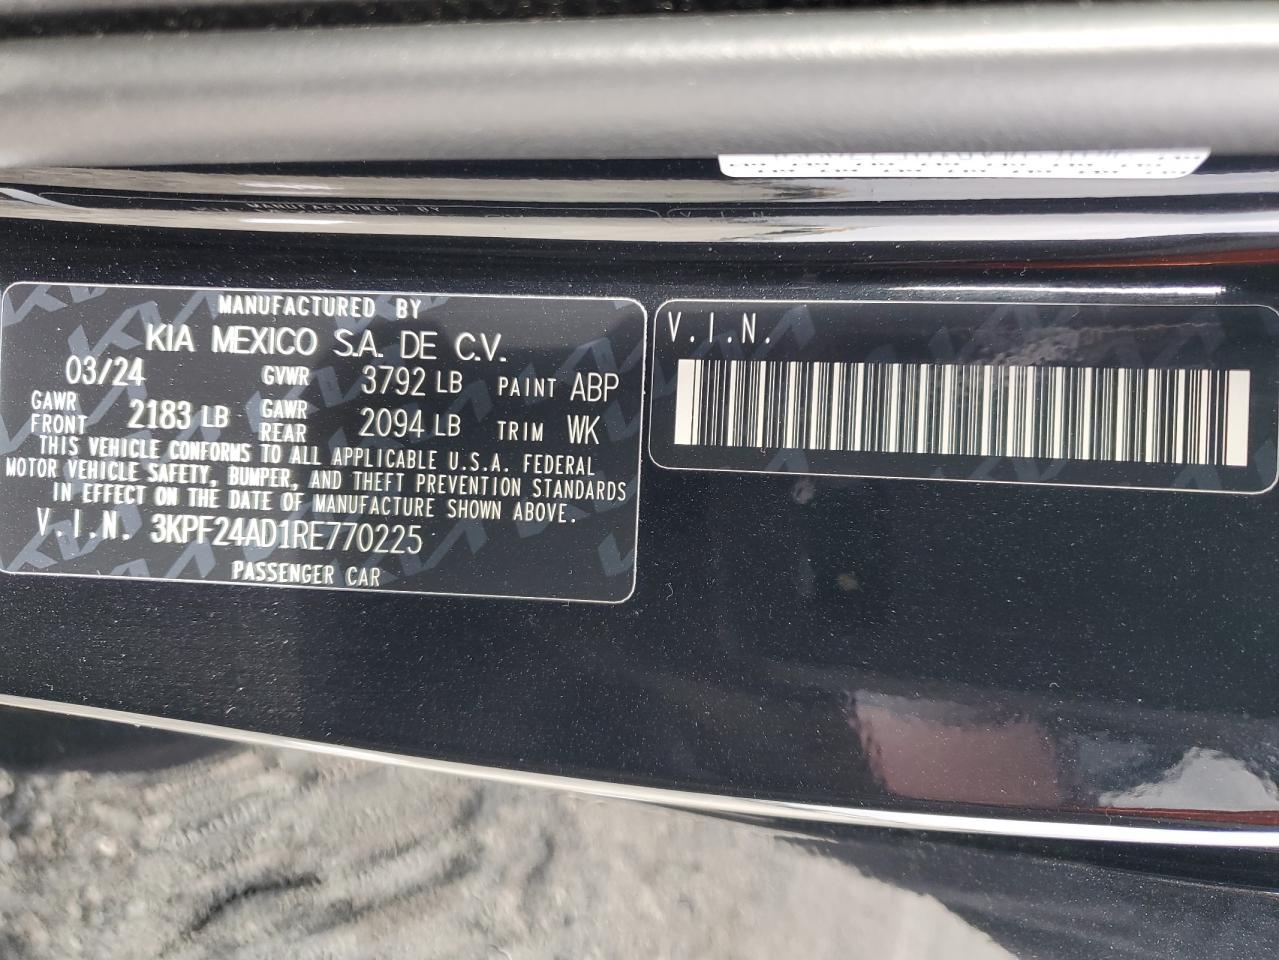 MANUFACTURED BY
KIA MEXICO S.A. DE C.V.
03/24 GVWR 3792 LB PAINT ABP
GAWR FRONT 2183 LB GAWR REAR 2094 LB TRIM WK
THIS VEHICLE CONFORMS TO ALL APPLICABLE U.S.A. FEDERAL
MOTOR VEHICLE SAFETY, BUMPER, AND THEFT PREVENTION STANDARDS
IN EFFECT ON THE DATE OF MANUFACTURE SHOWN ABOVE.
V.I.N. 3KPF24AD1RE770225
PASSENGER CAR
V.I.N.